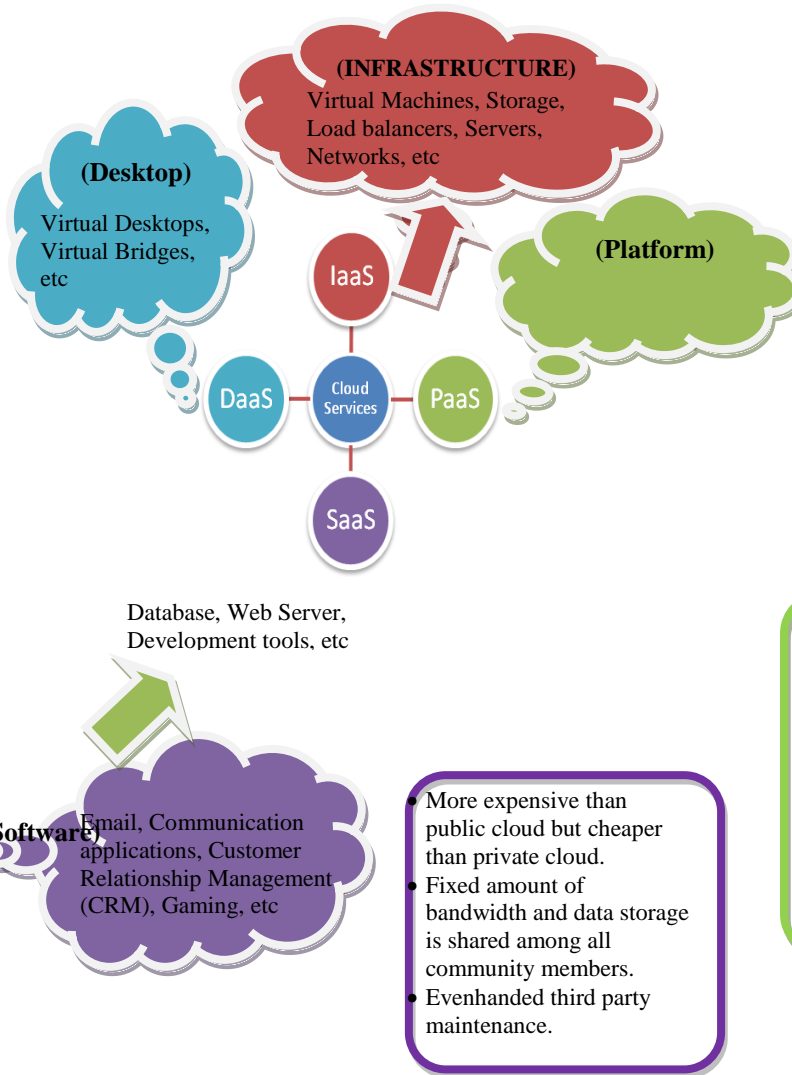 (INFRASTRUCTURE)
Virtual Machines, Storage,
Load balancers, Servers,
Networks, etc
(Desktop)
Virtual Desktops,
Virtual Bridges,
etc
(Platform)
IaaS
DaaS
Cloud
Services
PaaS
SaaS
Database, Web Server,
Development tools, etc
Software)
Email, Communication
applications, Customer
Relationship Management
(CRM), Gaming, etc
• More expensive than
public cloud but cheaper
than private cloud.
• Fixed amount of
bandwidth and data storage
is shared among all
community members.
• Evenhanded third party
maintenance.